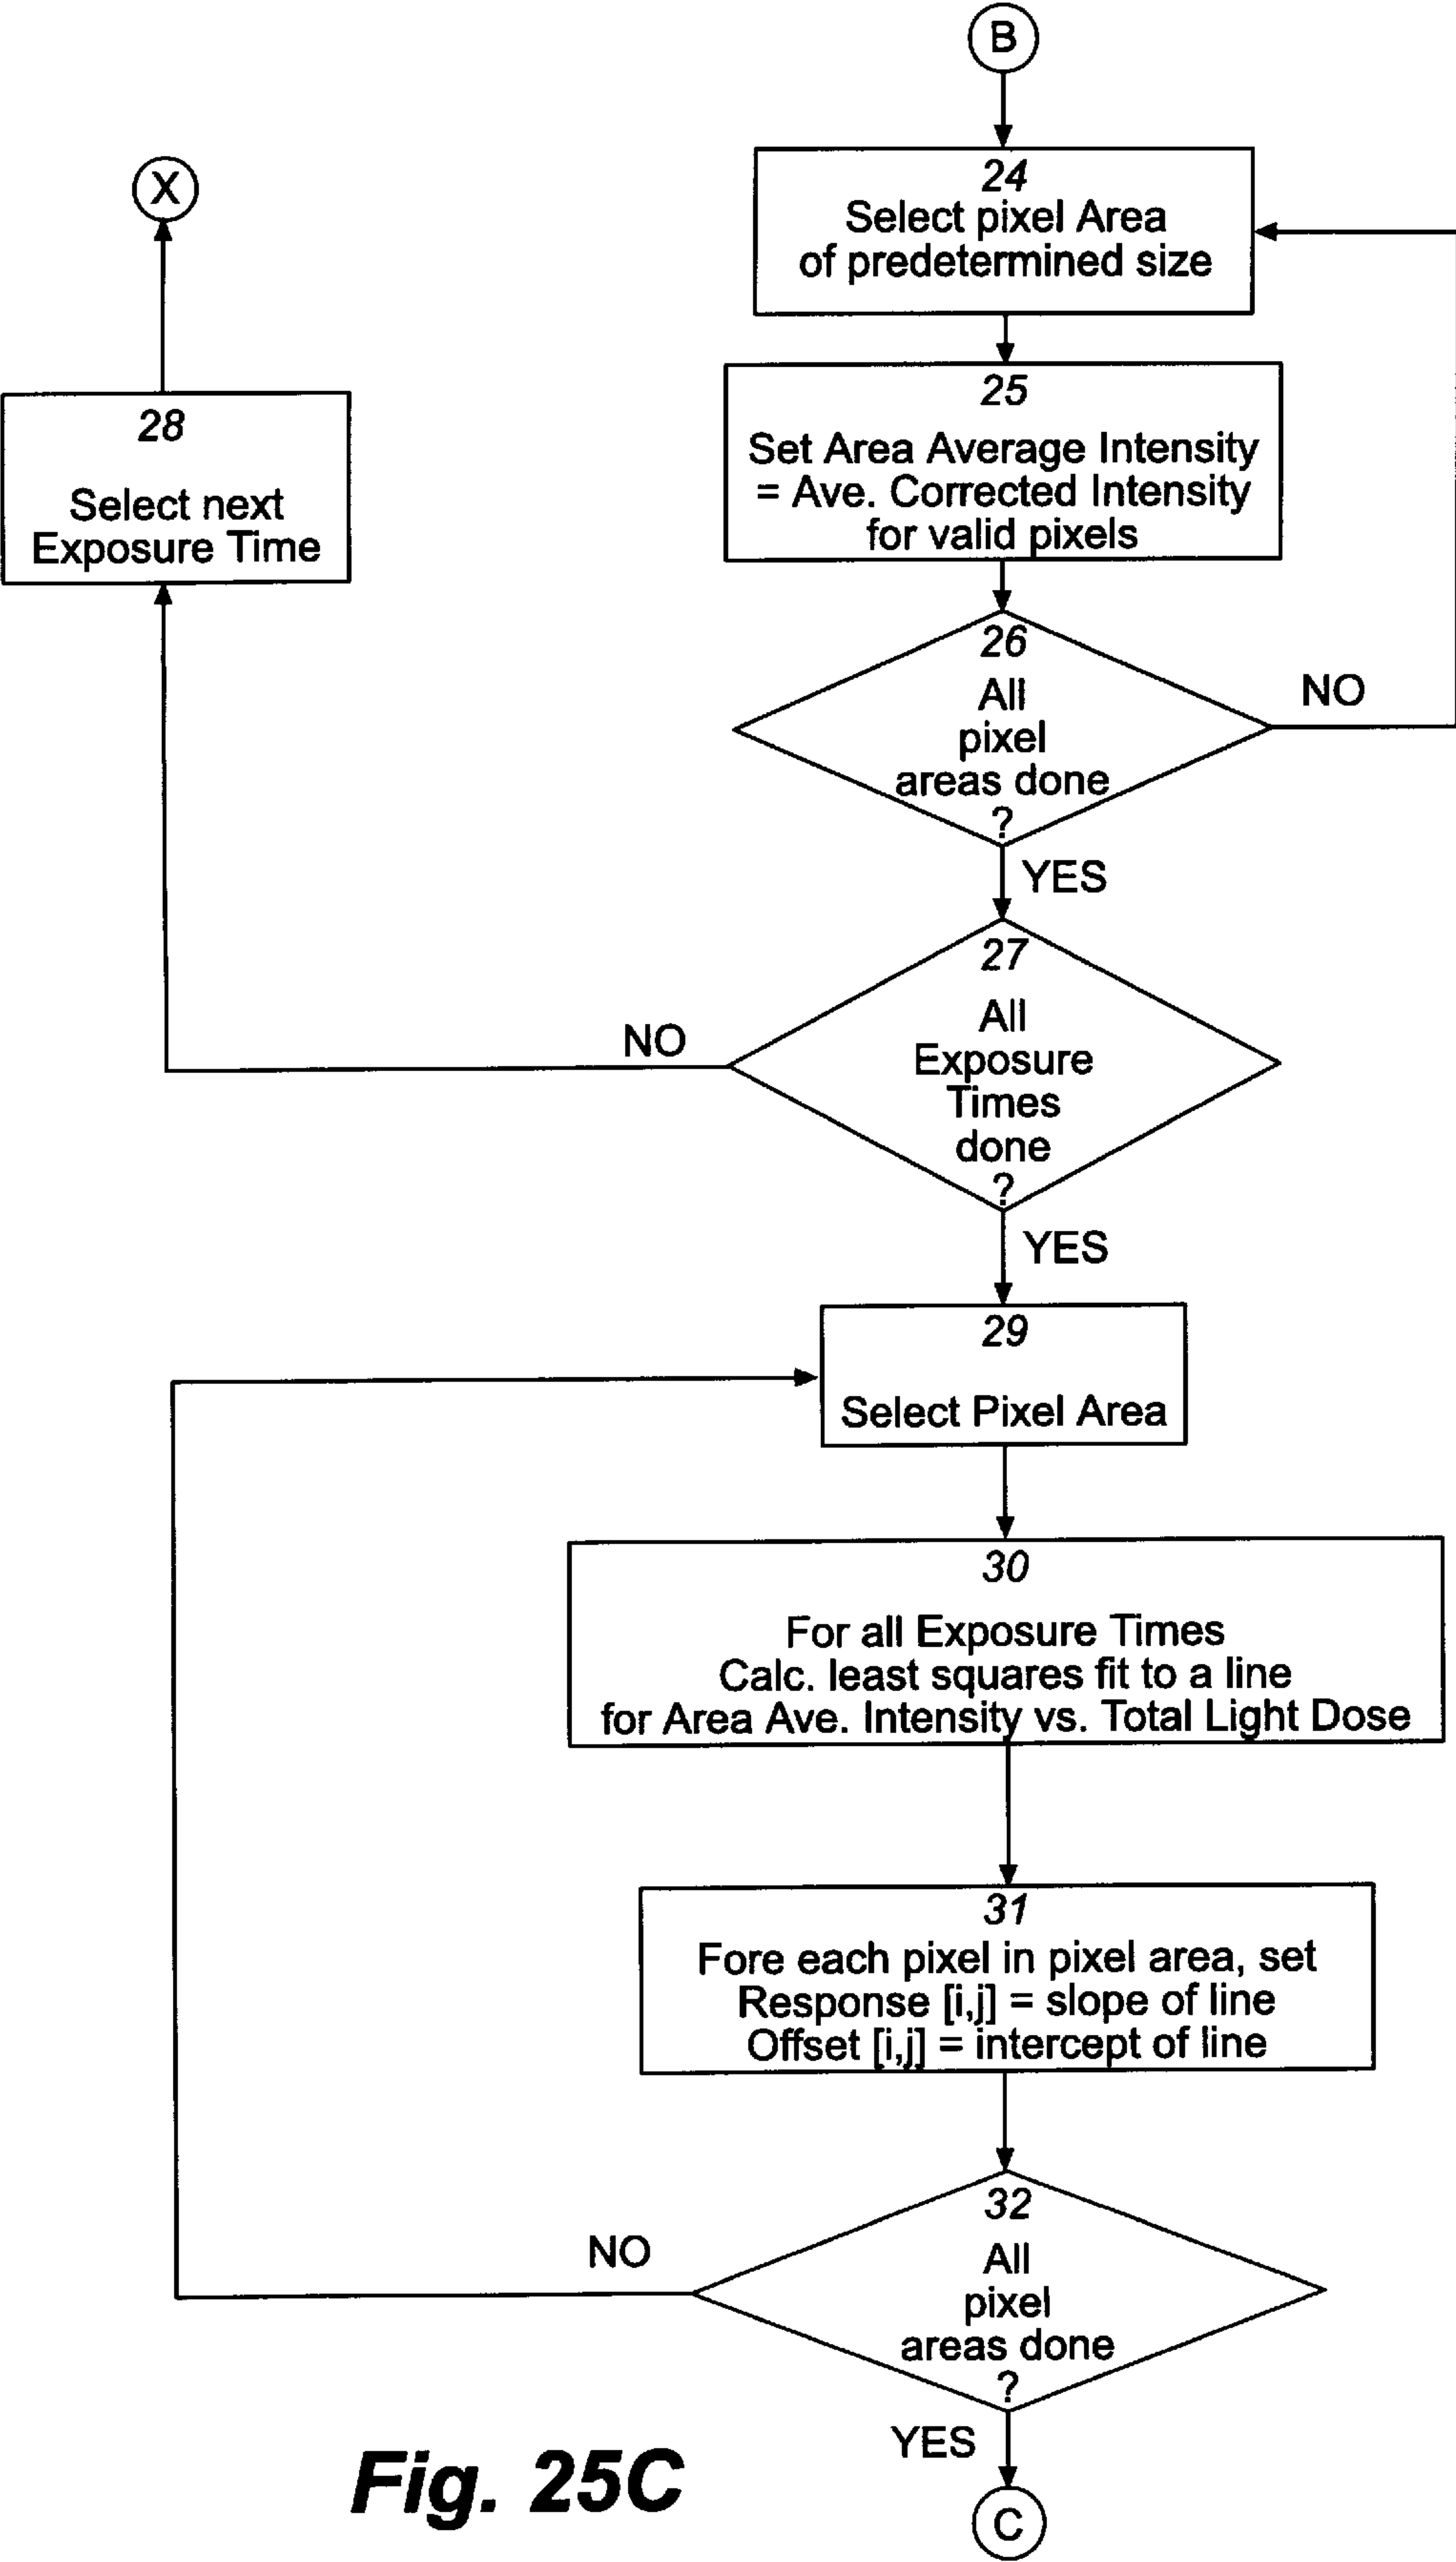 B
24
Select pixel Area
of predetermined size
25
Set Area Average Intensity
= Ave. Corrected Intensity
for valid pixels
26
All
pixel
areas done
?
NO
YES
27
All
Exposure
Times
done
?
NO
X
28
Select next
Exposure Time
YES
29
Select Pixel Area
30
For all Exposure Times
Calc. least squares fit to a line
for Area Ave. Intensity vs. Total Light Dose
31
Fore each pixel in pixel area, set
Response [i,j] = slope of line
Offset [i,j] = intercept of line
32
All
pixel
areas done
?
NO
YES
C
Fig. 25C